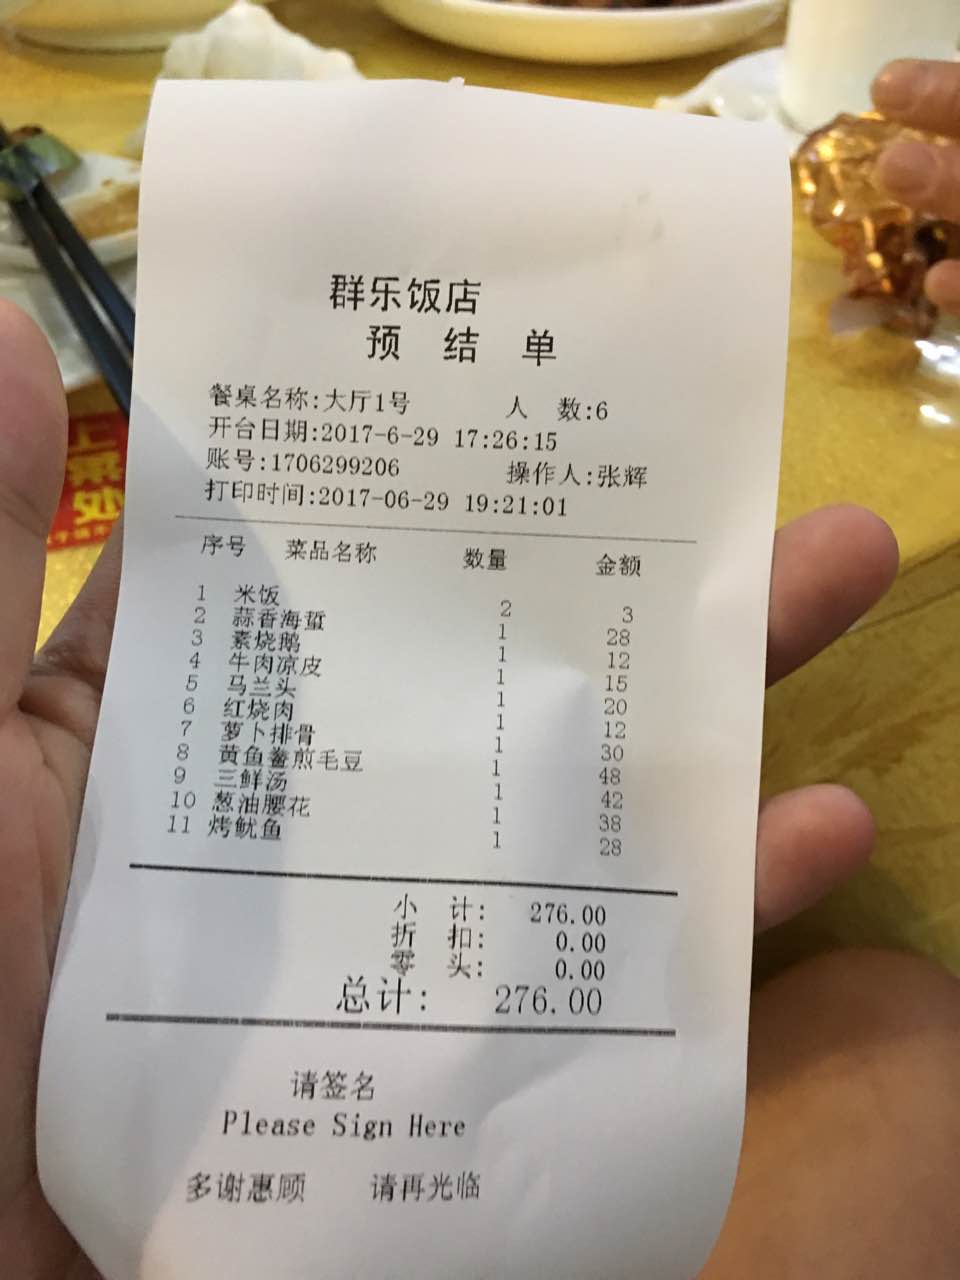 群乐饭店
预 结 单
餐桌名称:大厅1号 人 数:6
开台日期:2017-6-29 17:26:15
账号:1706299206 操作人:张辉
打印时间:2017-06-29 19:21:01
序号 菜品名称 数量 金额
1 米饭 2 3
2 蒜香海蜇 1 28
3 素烧鹅 1 12
4 牛肉凉皮 1 15
5 马兰头 1 20
6 红烧肉 1 12
7 萝卜排骨 1 30
8 黄鱼鲞煎毛豆 1 48
9 三鲜汤 1 42
10 葱油腰花 1 38
11 烤鱿鱼 1 28
小 计: 276.00
折 扣: 0.00
零 头: 0.00
总计: 276.00
请签名
Please Sign Here
多谢惠顾 请再光临
上菜处